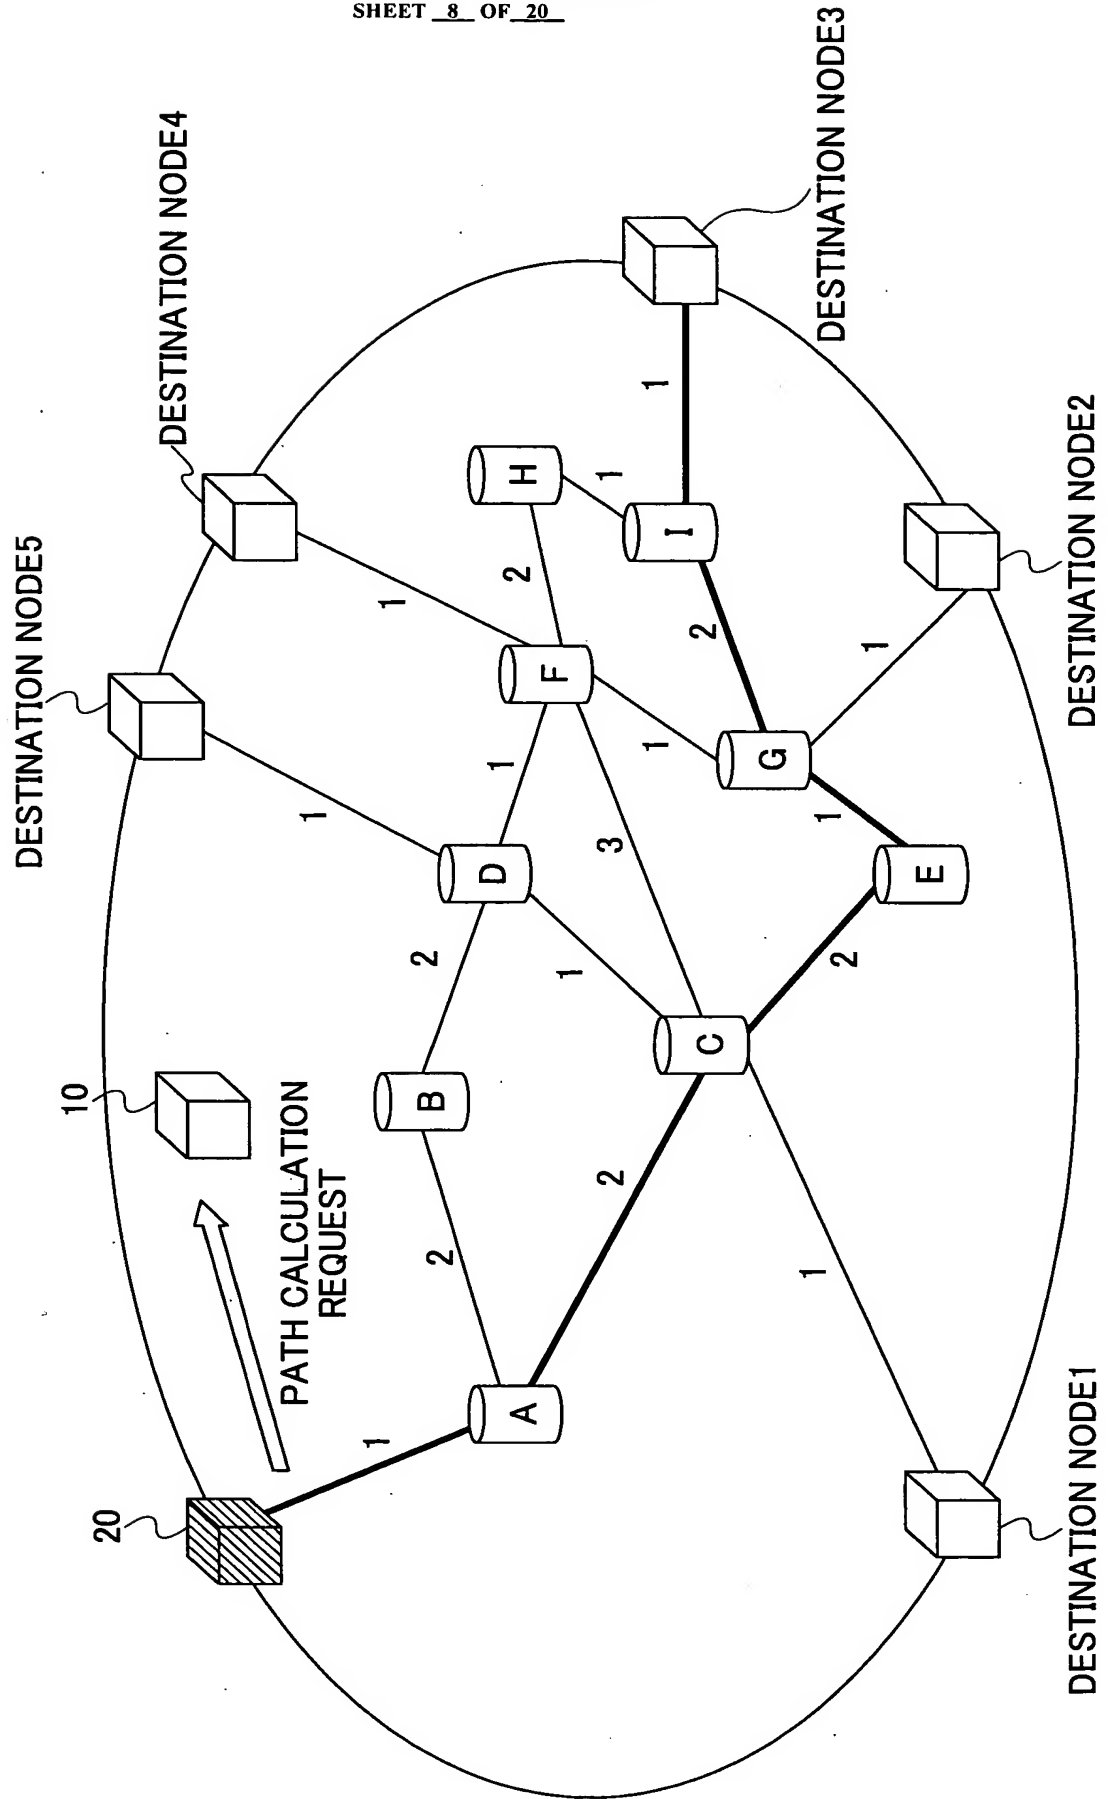 SHEET 8 OF 20
DESTINATION NODE5
DESTINATION NODE4
DESTINATION NODE3
DESTINATION NODE2
DESTINATION NODE1
10
20
PATH CALCULATION
REQUEST
A
B
C
D
E
F
G
H
I
1
2
2
2
1
1
2
3
1
1
1
1
1
2
2
1
1
1